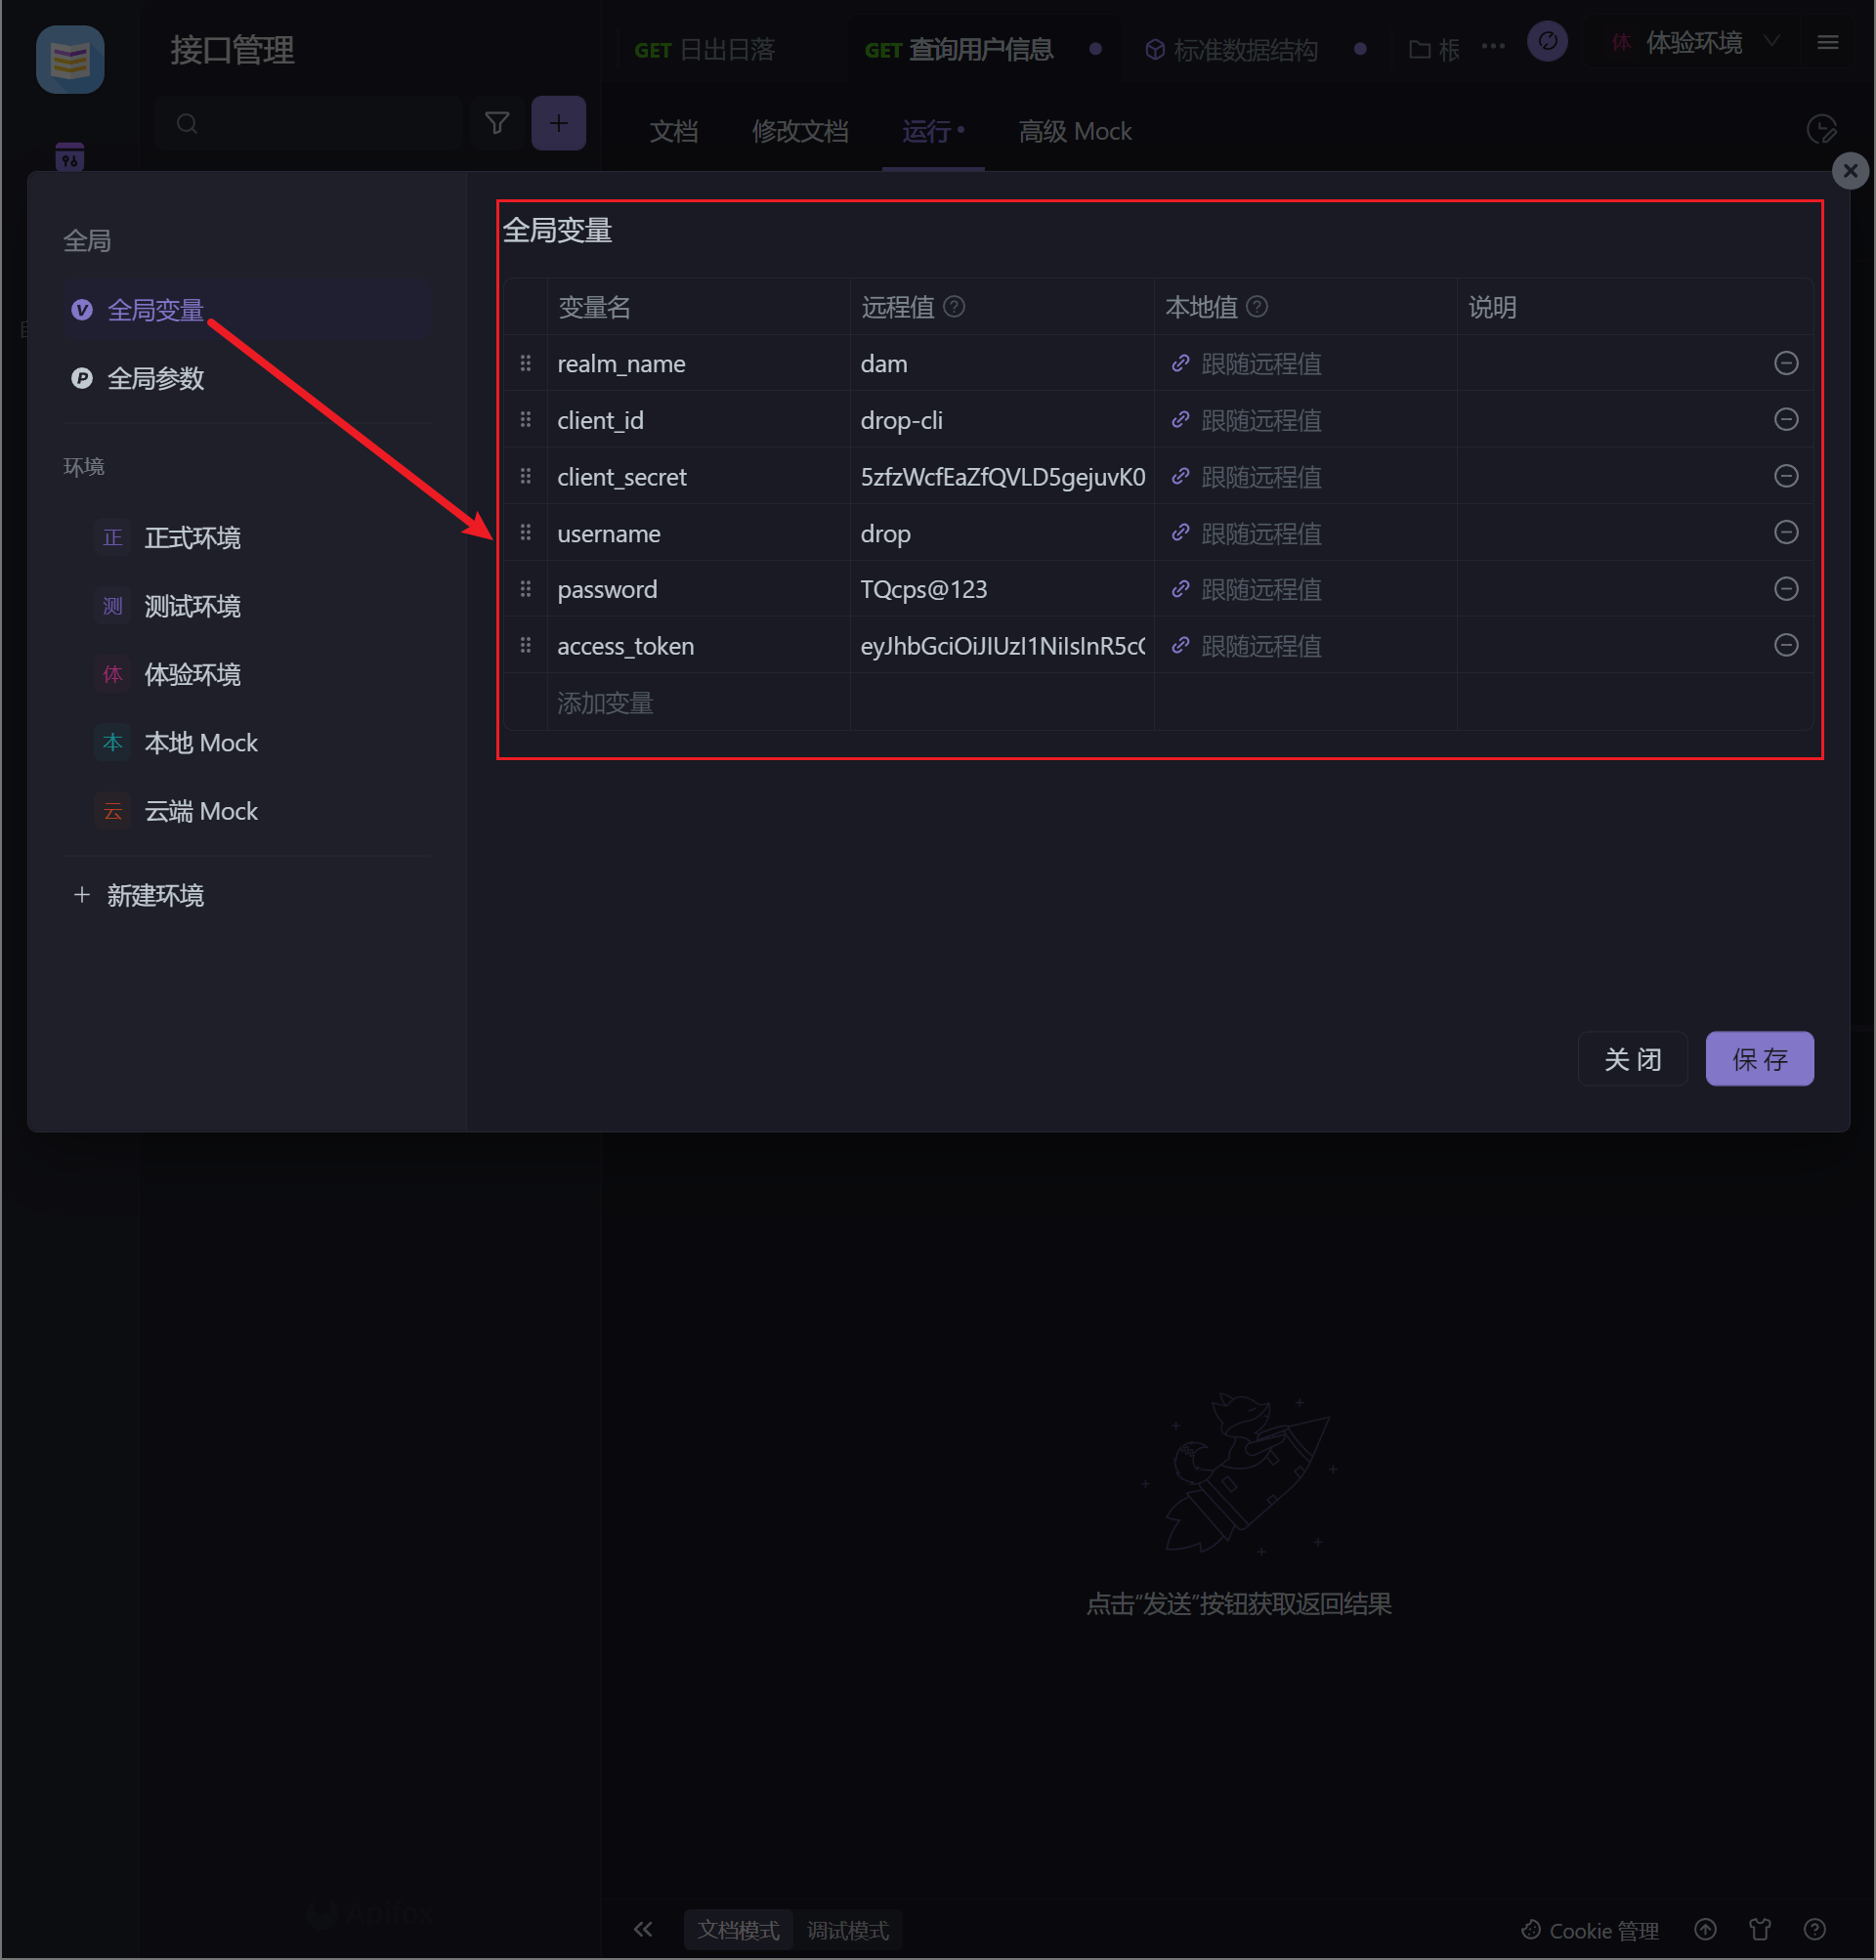 接口管理
GET 日出日落
GET 查询用户信息
标准数据结构
根
体 体验环境
文档
修改文档
运行
高级 Mock
全局
全局变量
全局参数
环境
正 正式环境
测 测试环境
体 体验环境
本 本地 Mock
云 云端 Mock
新建环境
全局变量
变量名 远程值 本地值 说明
realm_name dam 跟随远程值
client_id drop-cli 跟随远程值
client_secret 5zfzWcfEaZfQVLD5gejuvK0 跟随远程值
username drop 跟随远程值
password TQcps@123 跟随远程值
access_token eyJhbGciOiJIUzI1NiIsInR5cC 跟随远程值
添加变量
关 闭
保 存
点击“发送”按钮获取返回结果
Apifox
文档模式
调试模式
Cookie 管理